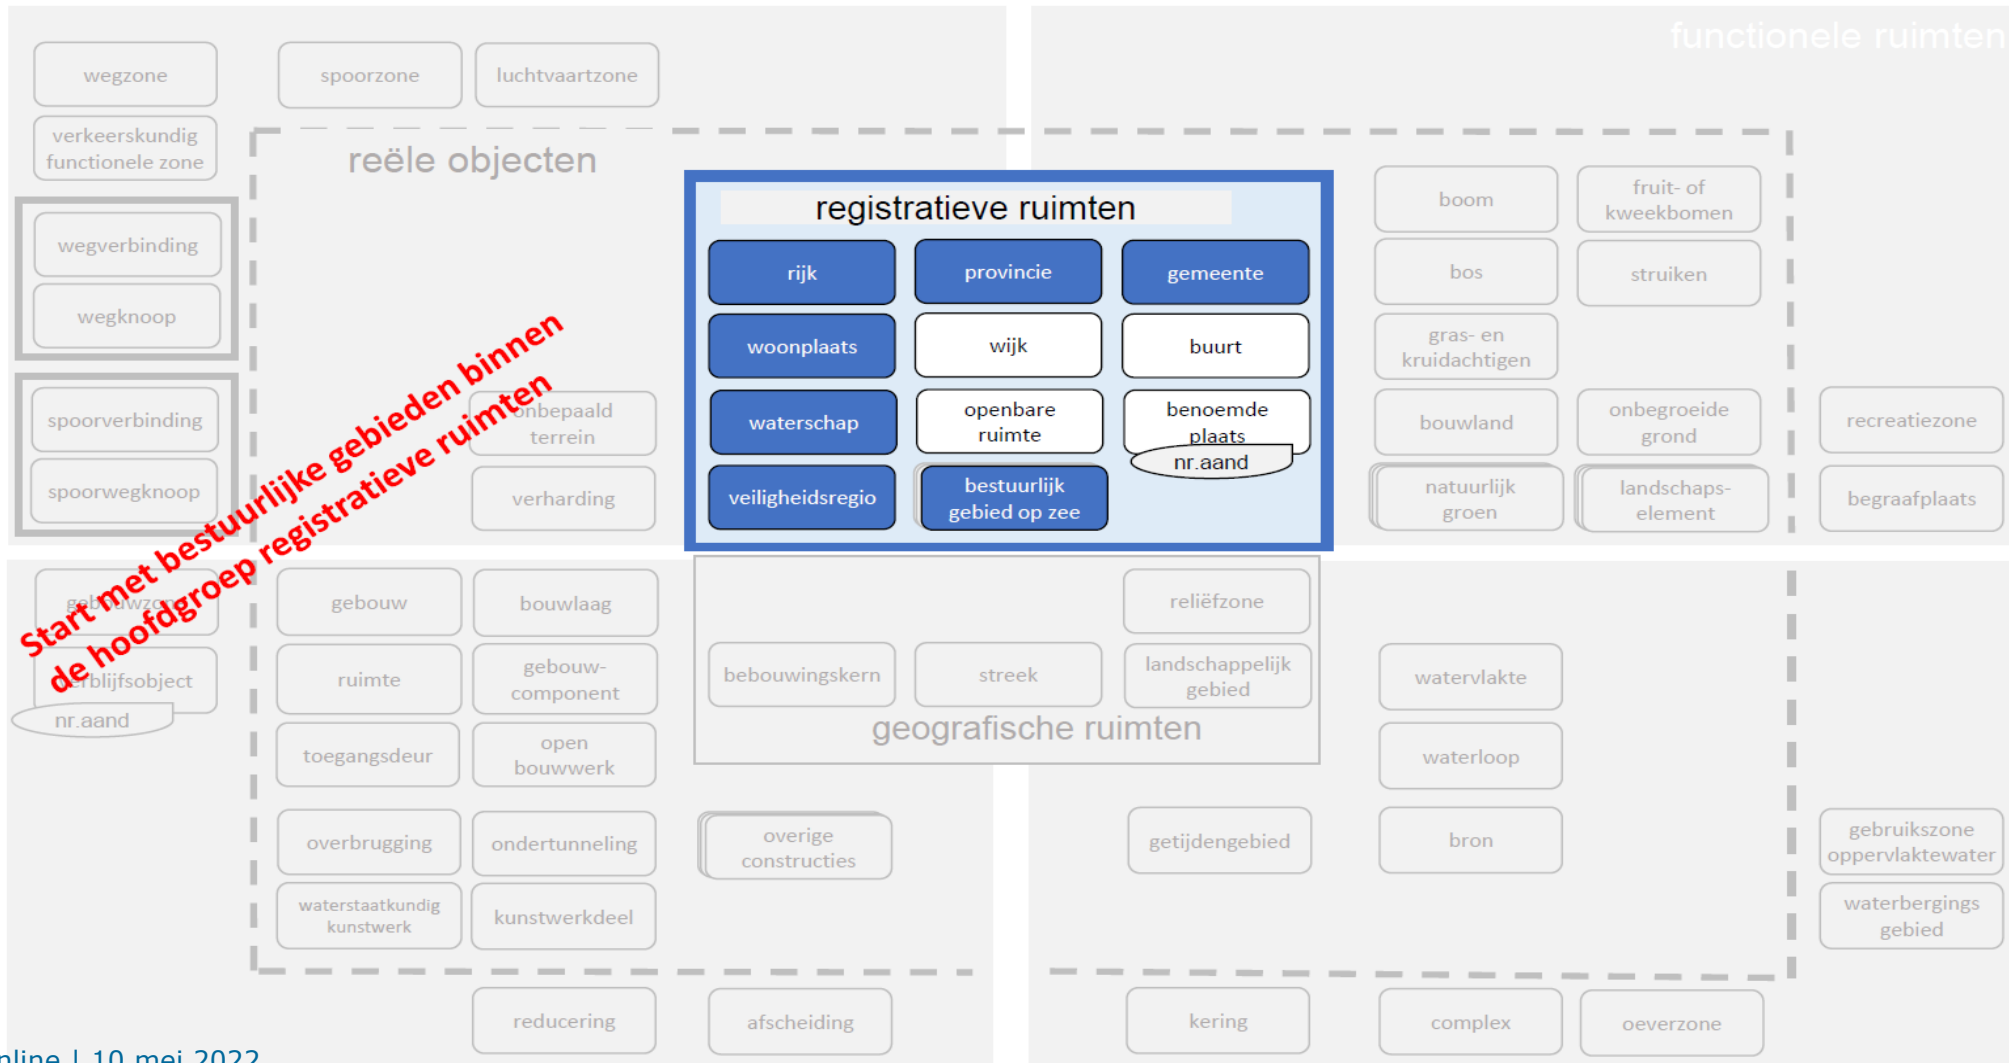 functionele ruimten
wegzone
spoorzone
luchtvaartzone
verkeerskundig
functionele zone
reële objecten
wegverbinding
wegknoop
spoorverbinding
spoorwegknoop
onbepaald
terrein
verharding
registratieve ruimten
rijk
provincie
gemeente
woonplaats
wijk
buurt
waterschap
openbare
ruimte
benoemde
plaats
nr.aand
veiligheidsregio
bestuurlijk
gebied op zee
boom
fruit- of
kweekbomen
bos
struiken
gras- en
kruidachtigen
bouwland
onbegroeide
grond
natuurlijk
groen
landschaps-
element
recreatiezone
begraafplaats
Start met bestuurlijke gebieden binnen
de hoofdgroep registratieve ruimten
gebouwzone
verblijfsobject
nr.aand
gebouw
bouwlaag
ruimte
gebouw-
component
toegangsdeur
open
bouwwerk
overbrugging
ondertunneling
waterstaatkundig
kunstwerk
kunstwerkdeel
reliëfzone
bebouwingskern
streek
landschappelijk
gebied
geografische ruimten
overige
constructies
watervlakte
waterloop
getijdengebied
bron
gebruikszone
oppervlaktewater
waterbergings
gebied
reducering
afscheiding
kering
complex
oeverzone
nline | 10 mei 2022